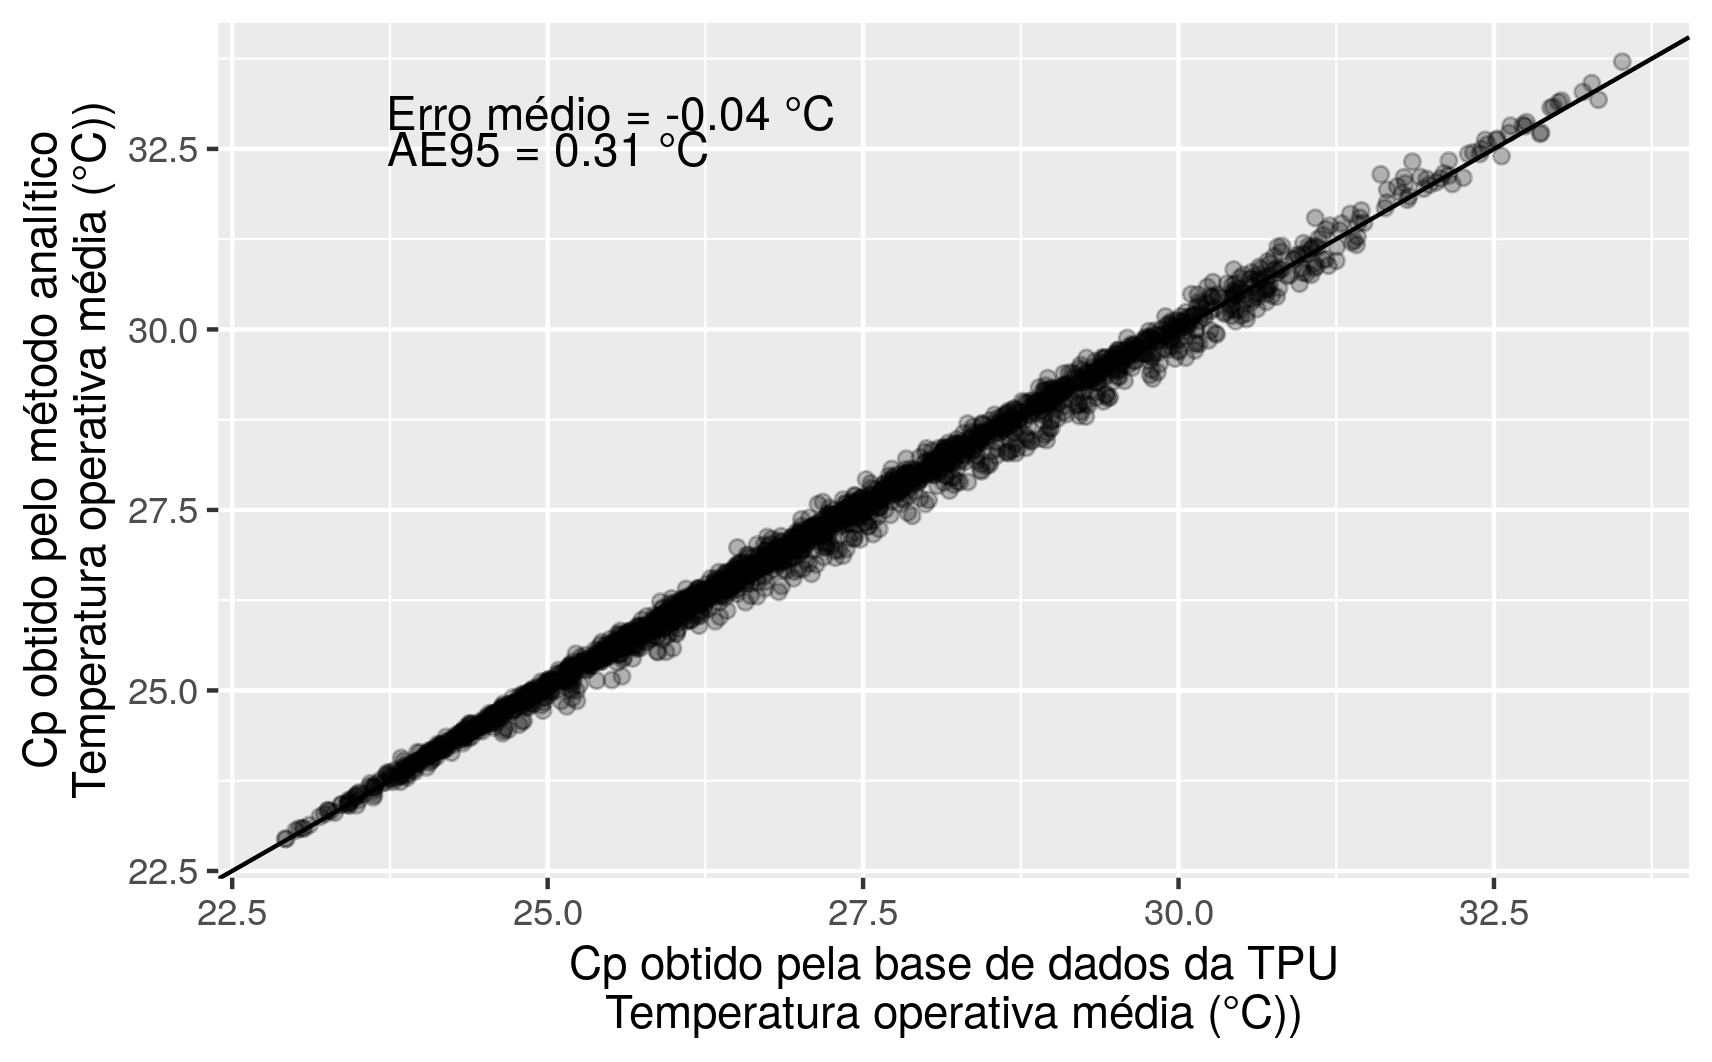 Erro médio = -0.04 °C
AE95 = 0.31 °C
Cp obtido pelo método analítico
Temperatura operativa média (°C))
32.5
30.0
27.5
25.0
22.5
22.5 25.0 27.5 30.0 32.5
Cp obtido pela base de dados da TPU
Temperatura operativa média (°C))